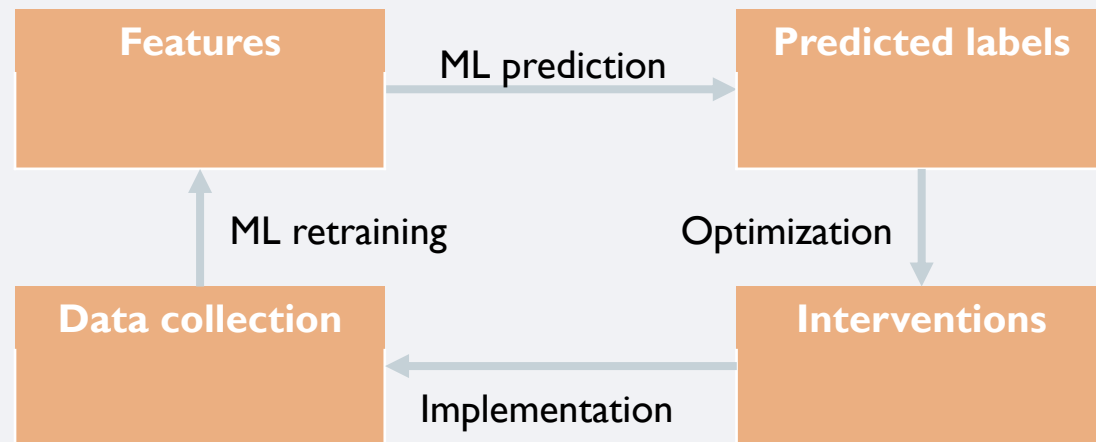 Features
Predicted labels
ML prediction
ML retraining
Optimization
Data collection
Interventions
Implementation